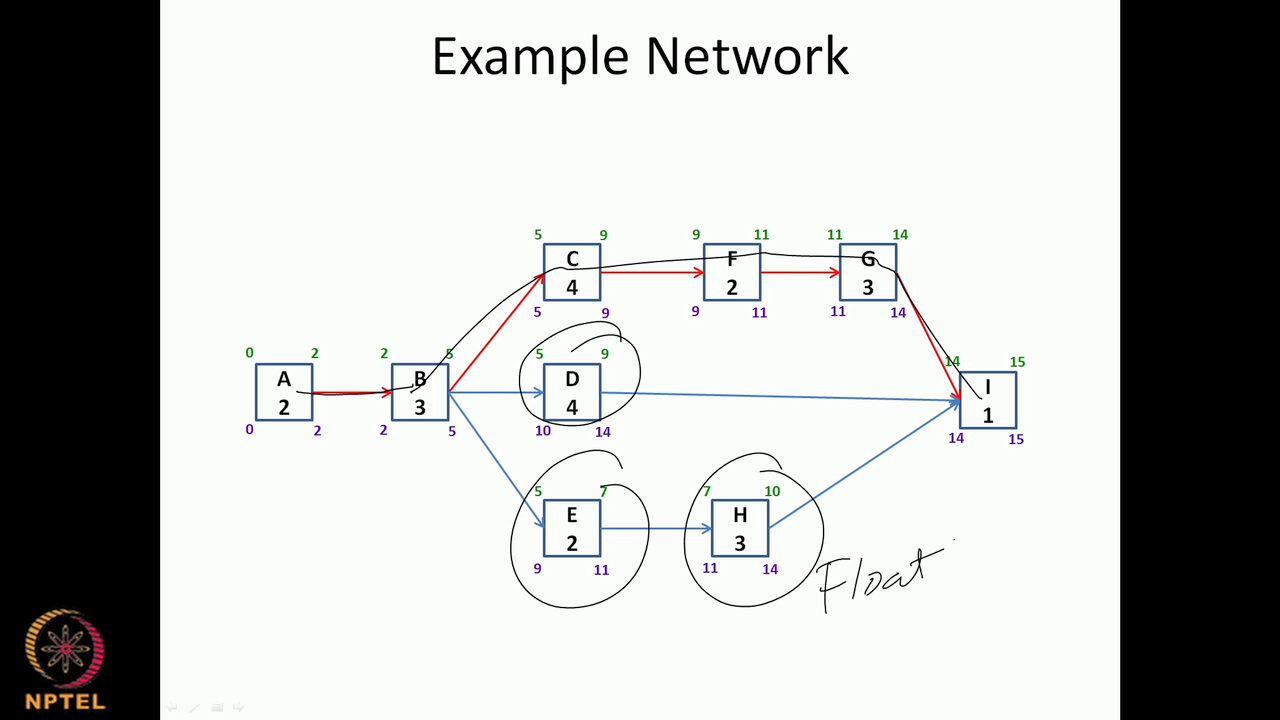 Example Network
5 9 9 11 11 14
C F G
4 2 3
5 9 9 11 11 14
0 2 2 5 5 9 14 15
A B D I
2 3 4 1
0 2 2 5 10 14 14 15
5 7 7 10
E H
2 3
9 11 11 14
Float
NPTEL